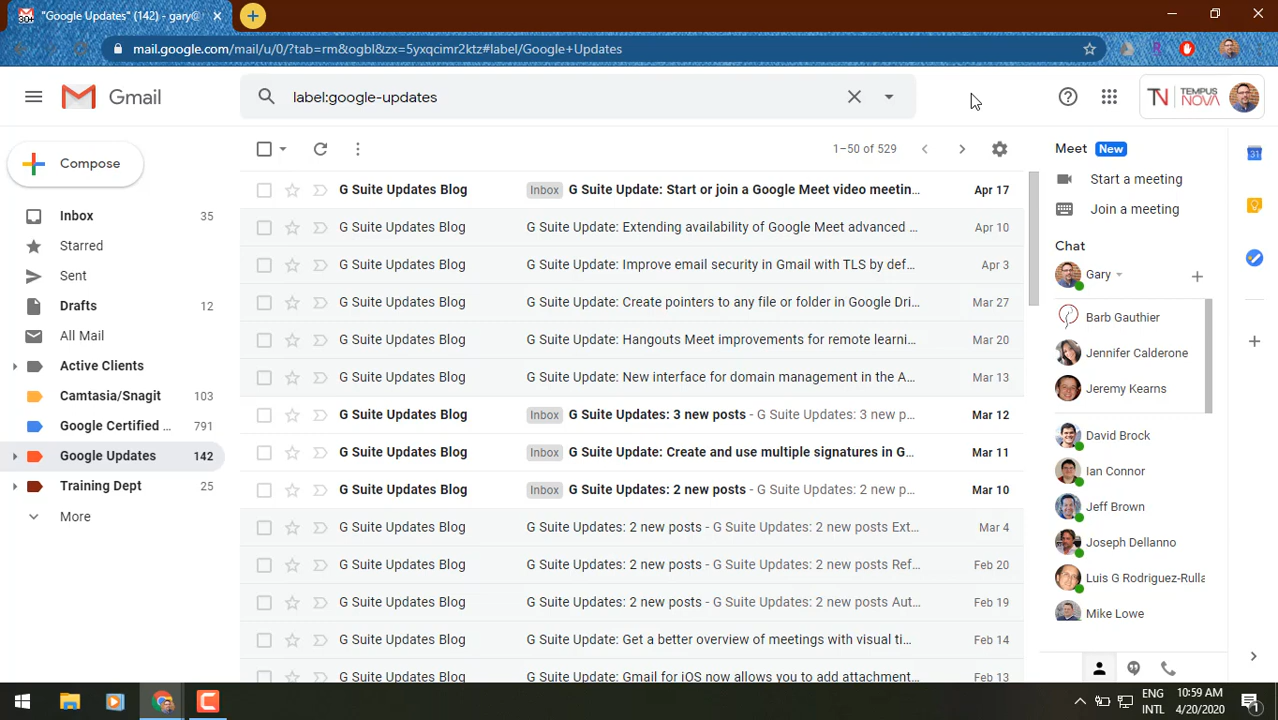 30+
"Google Updates" (142) - gary@
mail.google.com/mail/u/0/?tab=rm&ogbl&zx=5yxqcimr2ktz#label/Google+Updates
Gmail
label:google-updates
TN TEMPUS NOVA
Compose
1–50 of 529
Meet New
Start a meeting
Join a meeting
Chat
Gary
Barb Gauthier
Jennifer Calderone
Jeremy Kearns
David Brock
Ian Connor
Jeff Brown
Joseph Dellanno
Luis G Rodriguez-Rulla
Mike Lowe
31
Inbox 35
Starred
Sent
Drafts 12
All Mail
Active Clients
Camtasia/Snagit 103
Google Certified ... 791
Google Updates 142
Training Dept 25
More
G Suite Updates Blog Inbox G Suite Update: Start or join a Google Meet video meetin... Apr 17
G Suite Updates Blog G Suite Update: Extending availability of Google Meet advanced ... Apr 10
G Suite Updates Blog G Suite Update: Improve email security in Gmail with TLS by def... Apr 3
G Suite Updates Blog G Suite Update: Create pointers to any file or folder in Google Dri... Mar 27
G Suite Updates Blog G Suite Update: Hangouts Meet improvements for remote learni... Mar 20
G Suite Updates Blog G Suite Update: New interface for domain management in the A... Mar 13
G Suite Updates Blog Inbox G Suite Updates: 3 new posts - G Suite Updates: 3 new p... Mar 12
G Suite Updates Blog Inbox G Suite Update: Create and use multiple signatures in G... Mar 11
G Suite Updates Blog Inbox G Suite Updates: 2 new posts - G Suite Updates: 2 new p... Mar 10
G Suite Updates Blog G Suite Updates: 2 new posts - G Suite Updates: 2 new posts Ext... Mar 4
G Suite Updates Blog G Suite Updates: 2 new posts - G Suite Updates: 2 new posts Ref... Feb 20
G Suite Updates Blog G Suite Updates: 2 new posts - G Suite Updates: 2 new posts Aut... Feb 19
G Suite Updates Blog G Suite Update: Get a better overview of meetings with visual ti... Feb 14
G Suite Updates Blog G Suite Update: Gmail for iOS now allows you to add attachment... Feb 13
ENG
INTL
10:59 AM
4/20/2020
1